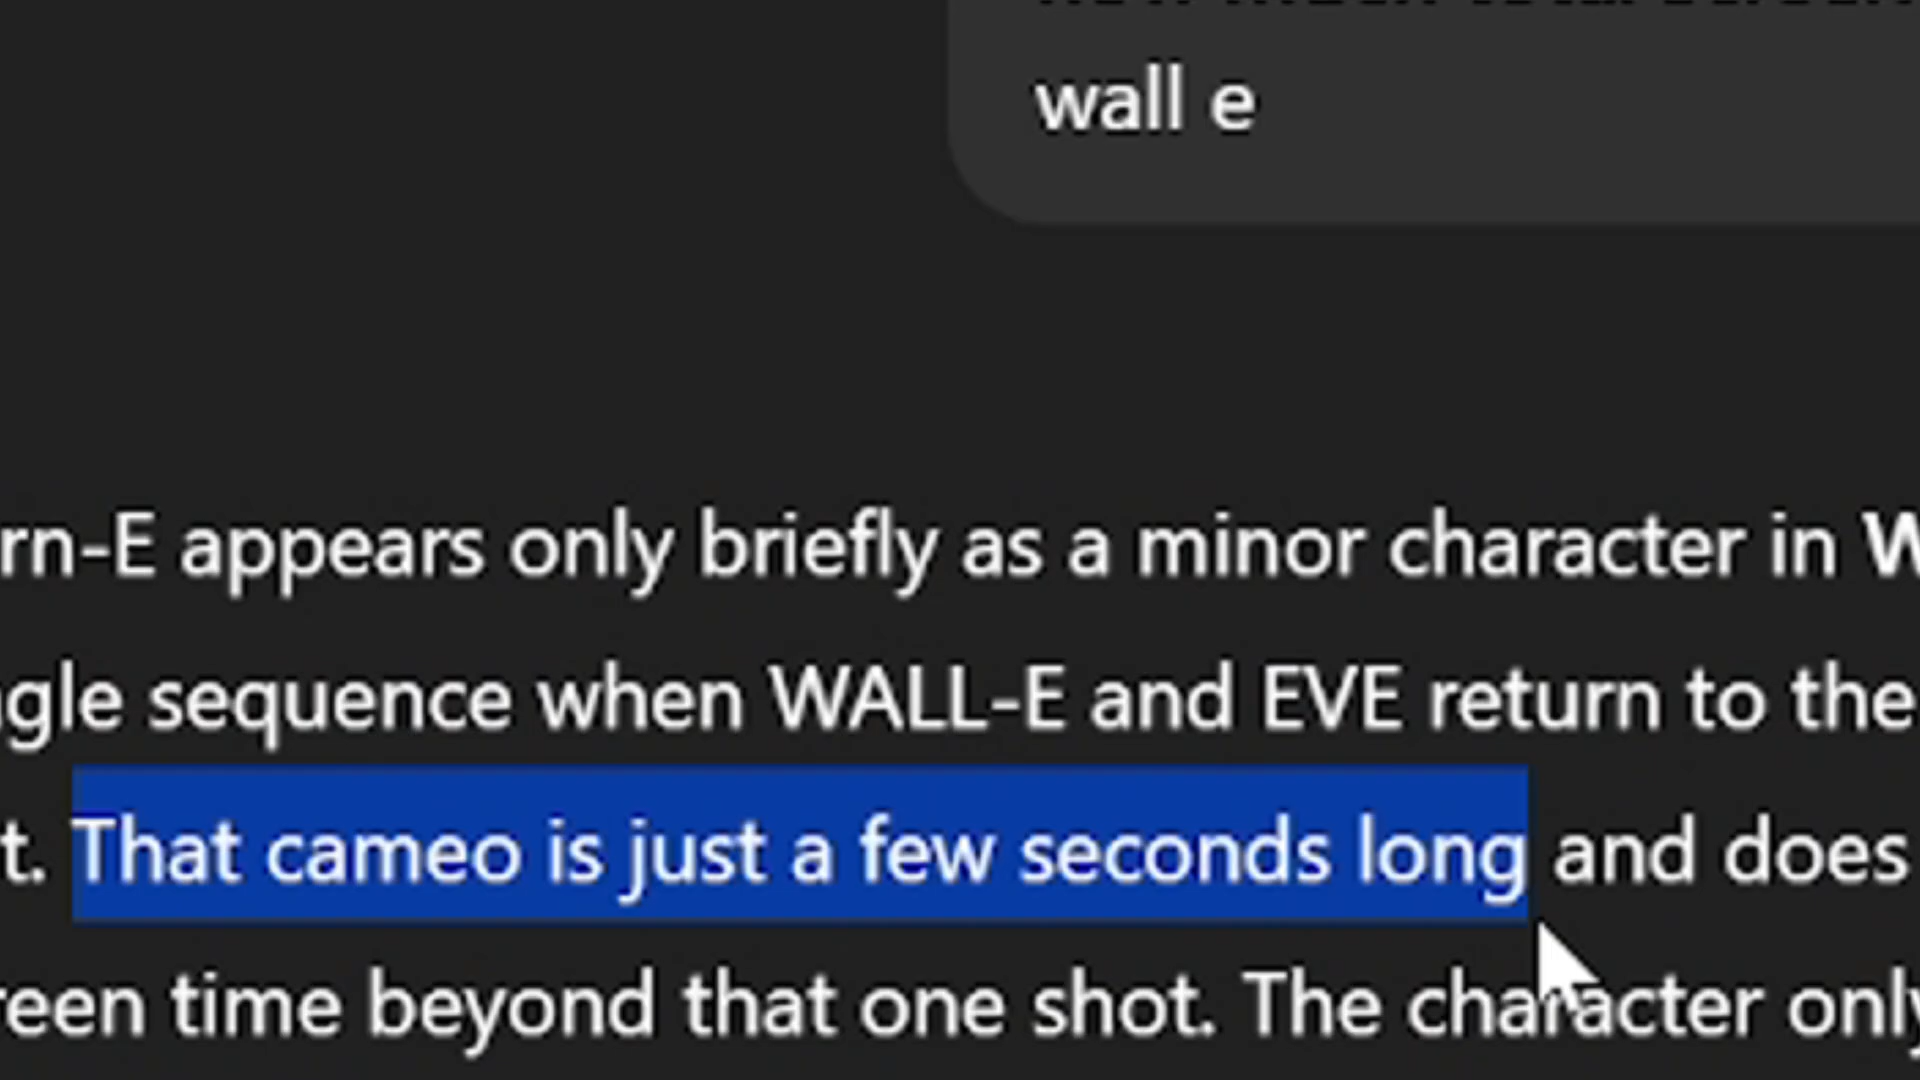 wall e
rn-E appears only briefly as a minor character in W
gle sequence when WALL-E and EVE return to the
t. That cameo is just a few seconds long and does
reen time beyond that one shot. The character only